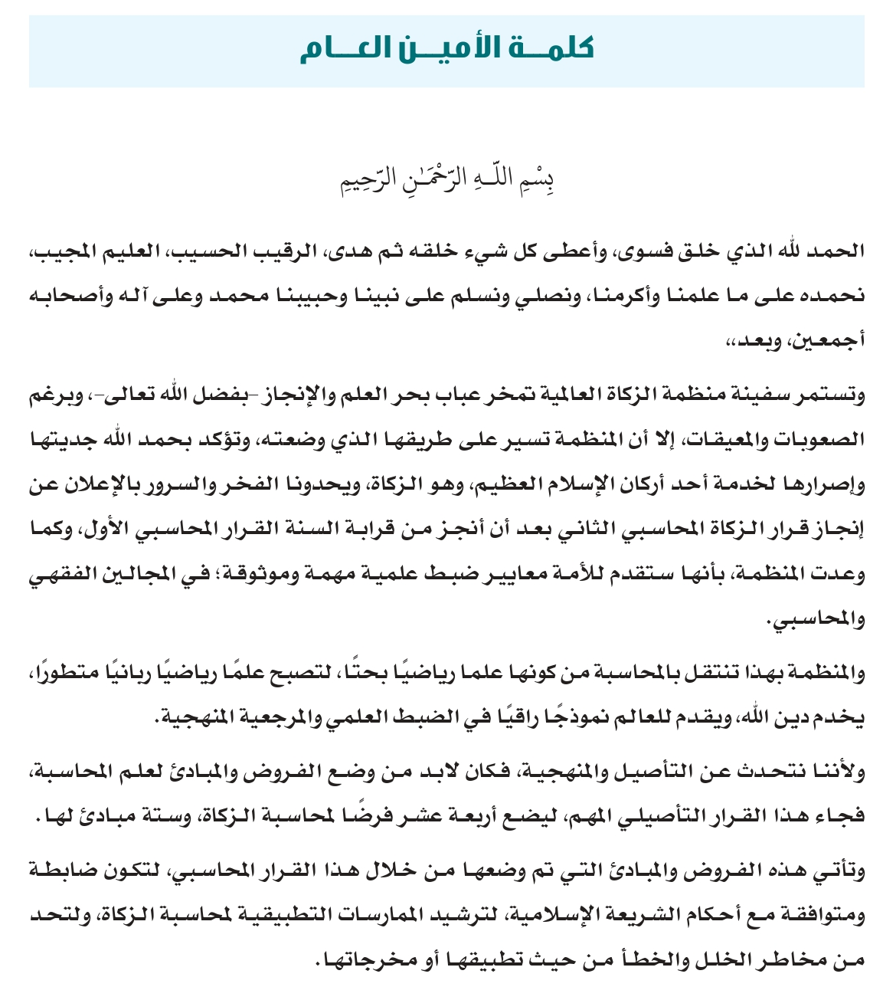 كلمة الأمين العام
بِسْمِ اللَّهِ الرَّحْمَٰنِ الرَّحِيمِ
الحمد لله الذي خلق فسوى، وأعطى كل شيء خلقه ثم هدى، الرقيب الحسيب، العليم المجيب،
نحمده على ما علمنا وأكرمنا، ونصلي ونسلم على نبينا وحبيبنا محمد وعلى آله وأصحابه
أجمعين، وبعد،،
وتستمر سفينة منظمة الزكاة العالمية تمخر عباب بحر العلم والإنجاز –بفضل الله تعالى–، وبرغم
الصعوبات والمعيقات، إلا أن المنظمة تسير على طريقها الذي وضعته، وتؤكد بحمد الله جديتها
وإصرارها لخدمة أحد أركان الإسلام العظيم، وهو الزكاة، ويحدونا الفخر والسرور بالإعلان عن
إنجاز قرار الزكاة المحاسبي الثاني بعد أن أنجز من قرابة السنة القرار المحاسبي الأول، وكما
وعدت المنظمة، بأنها ستقدم للأمة معايير ضبط علمية مهمة وموثوقة؛ في المجالين الفقهي
والمحاسبي.
والمنظمة بهذا تنتقل بالمحاسبة من كونها علما رياضيًا بحتًا، لتصبح علمًا رياضيًا ربانيًا متطورًا،
يخدم دين الله، ويقدم للعالم نموذجًا راقيًا في الضبط العلمي والمرجعية المنهجية.
ولأننا نتحدث عن التأصيل والمنهجية، فكان لابد من وضع الفروض والمبادئ لعلم المحاسبة،
فجاء هذا القرار التأصيلي المهم، ليضع أربعة عشر فرضًا لمحاسبة الزكاة، وستة مبادئ لها.
وتأتي هذه الفروض والمبادئ التي تم وضعها من خلال هذا القرار المحاسبي، لتكون ضابطة
ومتوافقة مع أحكام الشريعة الإسلامية، لترشيد الممارسات التطبيقية لمحاسبة الزكاة، ولتحد
من مخاطر الخلل والخطأ من حيث تطبيقها أو مخرجاتها.